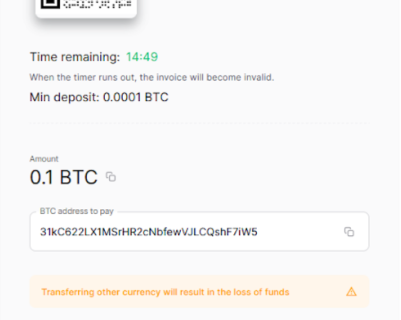 Time remaining: 14:49
When the timer runs out, the invoice will become invalid.
Min deposit: 0.0001 BTC
Amount
0.1 BTC
BTC address to pay
31kC622LX1MSrHR2cNbfewVJLCQshF7iW5
Transferring other currency will result in the loss of funds